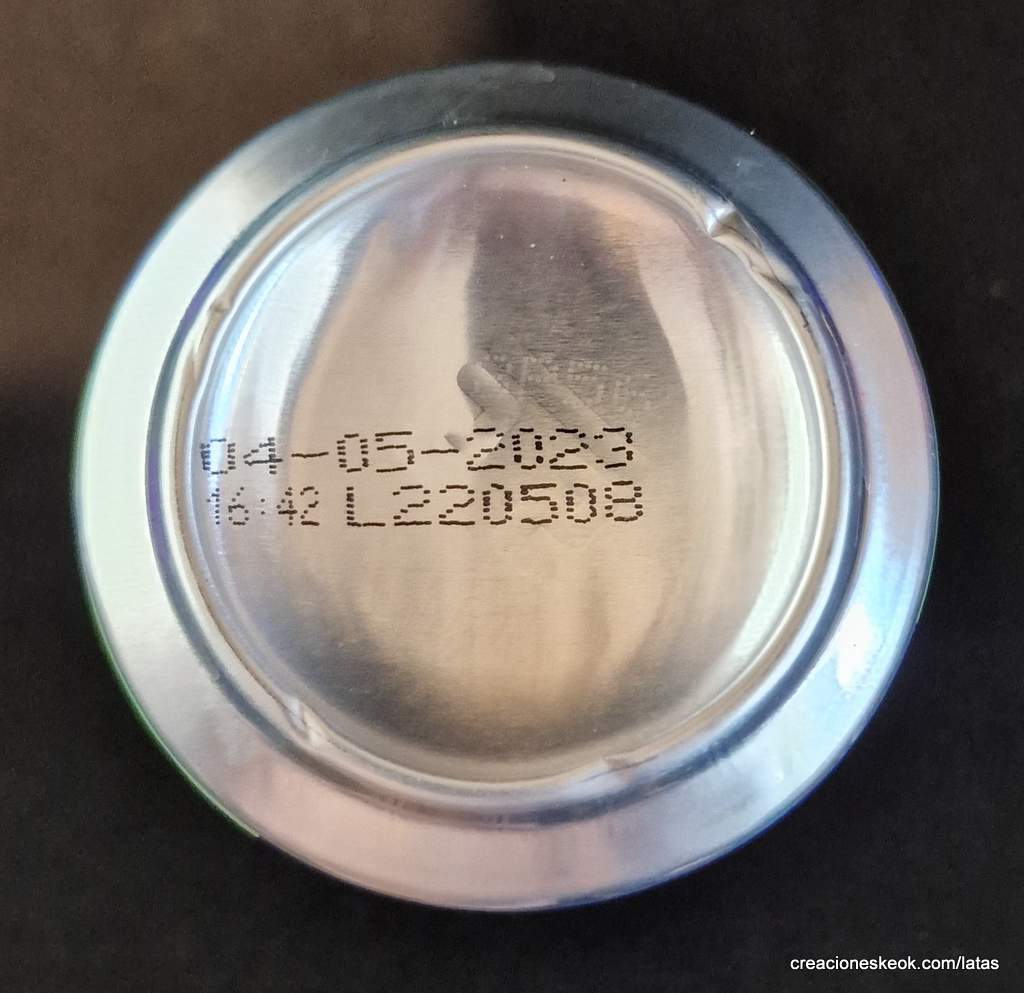 04-05-2023
16:42 L220508
creacioneskeok.com/latas